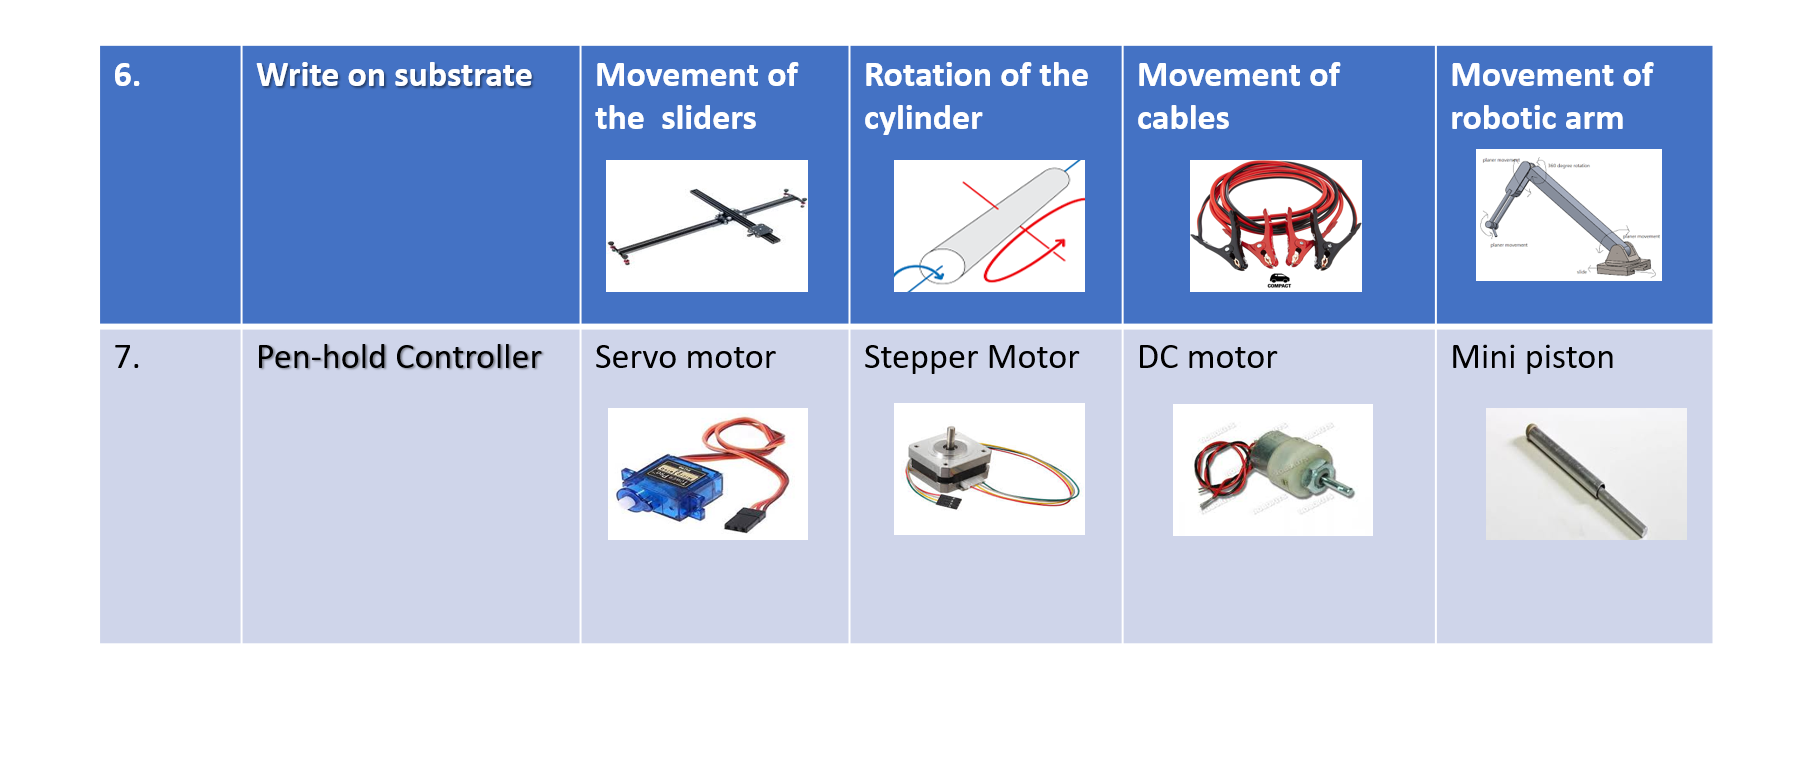 6.
Write on substrate
Movement of
the sliders
Rotation of the
cylinder
Movement of
cables
Movement of
robotic arm
COMPACT
planer movement
360 degree rotation
planer movement
planer movement
slide
7.
Pen-hold Controller
Servo motor
Stepper Motor
DC motor
Mini piston